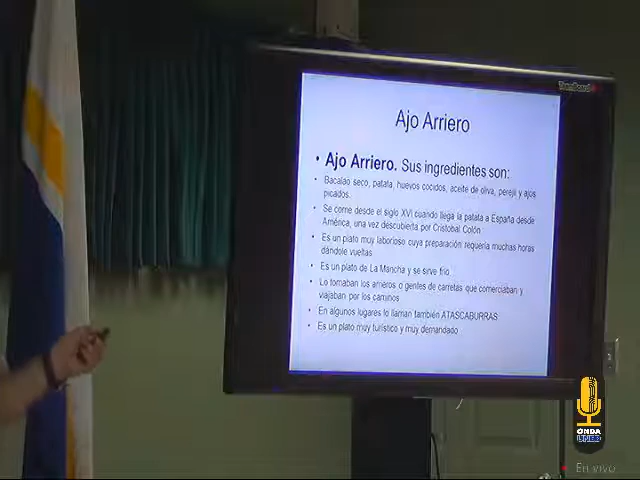 TeamBoard
Ajo Arriero
• Ajo Arriero. Sus ingredientes son:
• Bacalao seco, patata, huevos cocidos, aceite de oliva, perejil y ajos
picados.
• Se come desde el siglo XVI cuando llega la patata a España desde
América, una vez descubierta por Cristobal Colón
• Es un plato muy laborioso cuya preparación requería muchas horas
dándole vueltas
• Es un plato de La Mancha y se sirve frío
• Lo tomaban los arrieros o gentes de carretas que comerciaban y
viajaban por los caminos
• En algunos lugares lo llaman también ATASCABURRAS
• Es un plato muy turístico y muy demandado
ONDA
UNED
En vivo